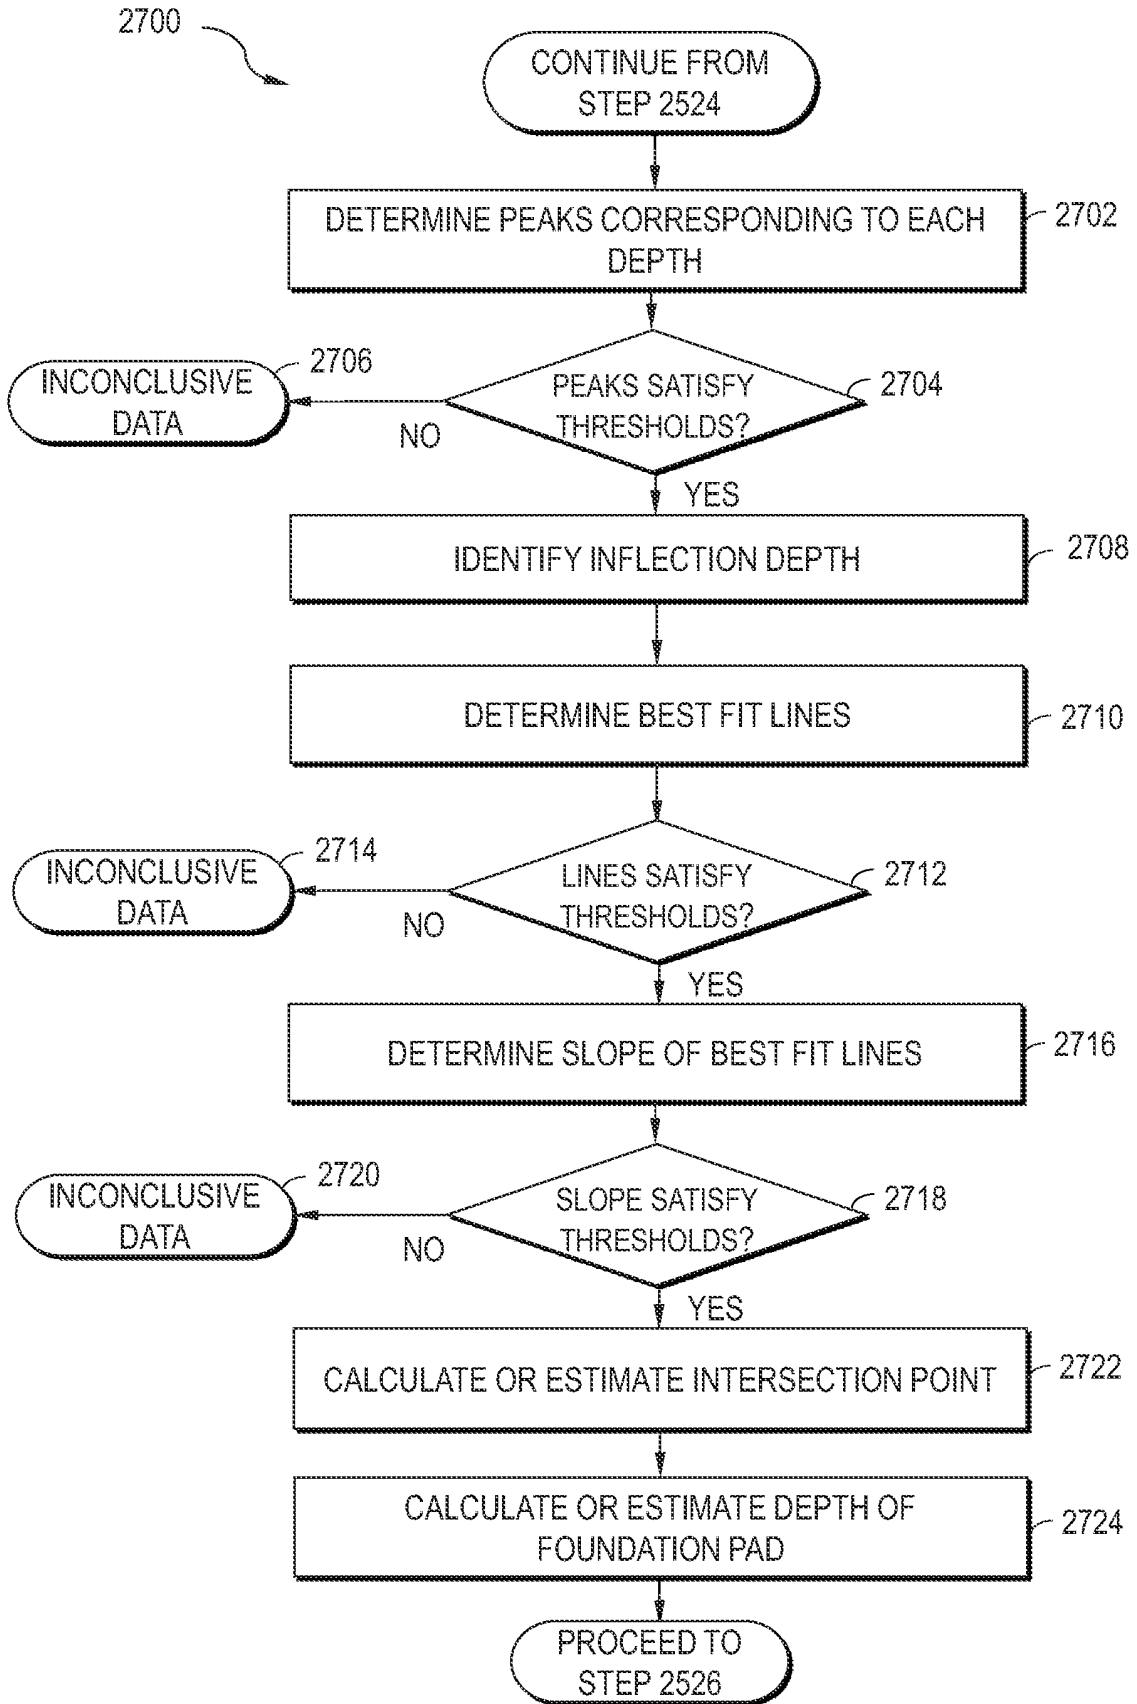 2700
CONTINUE FROM
STEP 2524
DETERMINE PEAKS CORRESPONDING TO EACH
DEPTH
2702
INCONCLUSIVE
DATA
2706
NO
PEAKS SATISFY
THRESHOLDS?
2704
YES
IDENTIFY INFLECTION DEPTH
2708
DETERMINE BEST FIT LINES
2710
INCONCLUSIVE
DATA
2714
NO
LINES SATISFY
THRESHOLDS?
2712
YES
DETERMINE SLOPE OF BEST FIT LINES
2716
INCONCLUSIVE
DATA
2720
NO
SLOPE SATISFY
THRESHOLDS?
2718
YES
CALCULATE OR ESTIMATE INTERSECTION POINT
2722
CALCULATE OR ESTIMATE DEPTH OF
FOUNDATION PAD
2724
PROCEED TO
STEP 2526